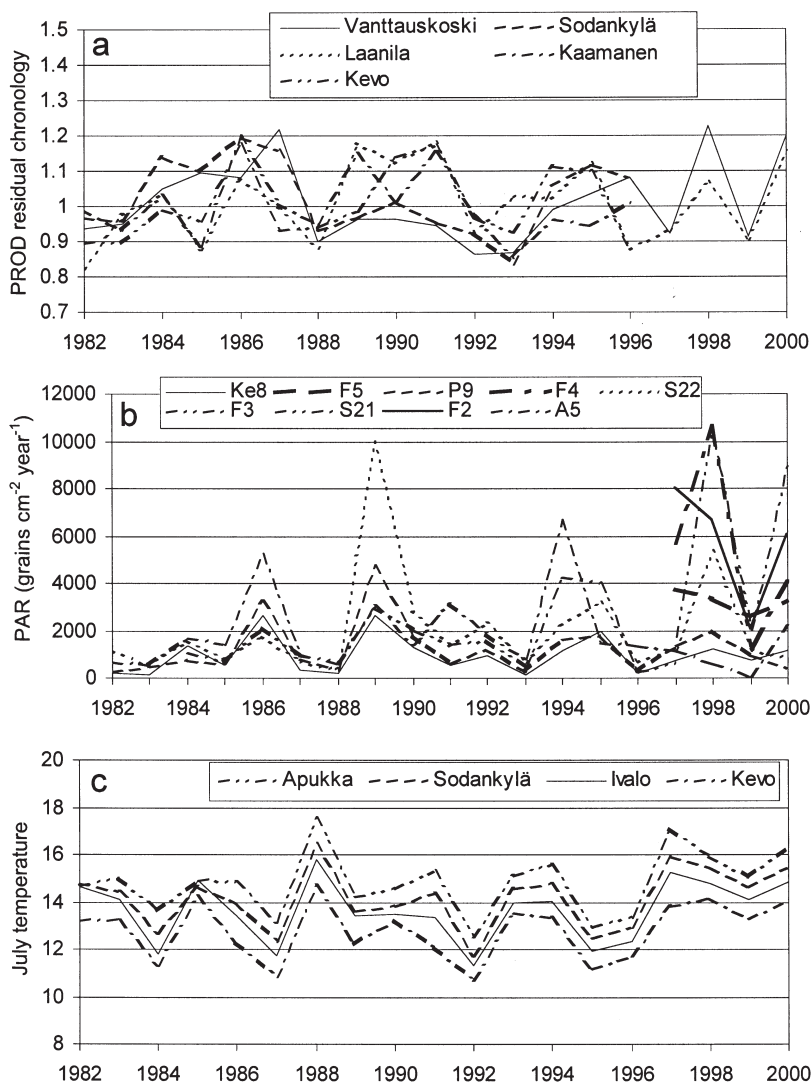 a
Vanttauskoski Sodankylä
Laanila Kaamanen
Kevo
PROD residual chronology
1.5
1.4
1.3
1.2
1.1
1
0.9
0.8
0.7
1982 1984 1986 1988 1990 1992 1994 1996 1998 2000
b
Ke8 F5 P9 F4 S22
F3 S21 F2 A5
PAR (grains cm⁻² year⁻¹)
12000
10000
8000
6000
4000
2000
0
1982 1984 1986 1988 1990 1992 1994 1996 1998 2000
c
Apukka Sodankylä Ivalo Kevo
July temperature
20
18
16
14
12
10
8
1982 1984 1986 1988 1990 1992 1994 1996 1998 2000